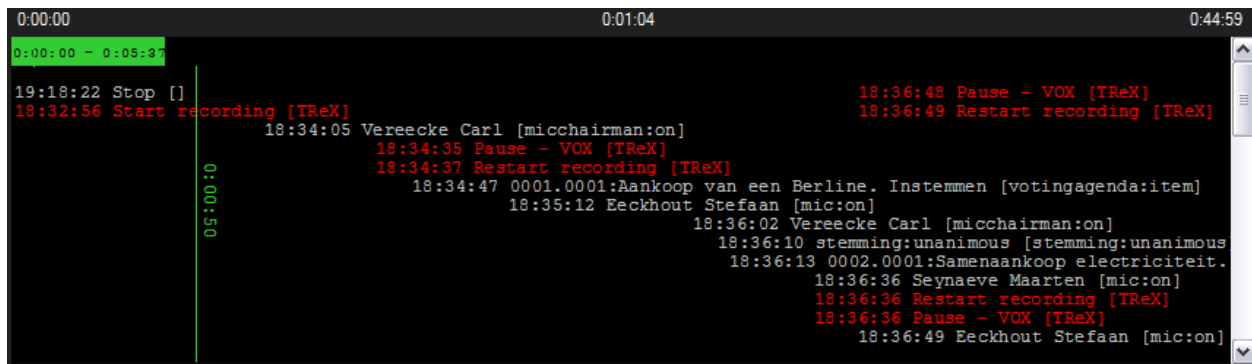 0:00:00 0:01:04 0:44:59
0:00:00 - 0:05:37
19:18:22 Stop [] 18:36:48 Pause - VOX [TReX]
18:32:56 Start recording [TReX] 18:36:49 Restart recording [TReX]
18:34:05 Vereecke Carl [micchairman:on]
18:34:35 Pause - VOX [TReX]
18:34:37 Restart recording [TReX]
0:00:50
18:34:47 0001.0001:Aankoop van een Berline. Instemmen [votingagenda:item]
18:35:12 Eeckhout Stefaan [mic:on]
18:36:02 Vereecke Carl [micchairman:on]
18:36:10 stemming:unanimous [stemming:unanimous
18:36:13 0002.0001:Samenaankoop electriciteit.
18:36:36 Seynaeve Maarten [mic:on]
18:36:36 Restart recording [TReX]
18:36:36 Pause - VOX [TReX]
18:36:49 Eeckhout Stefaan [mic:on]